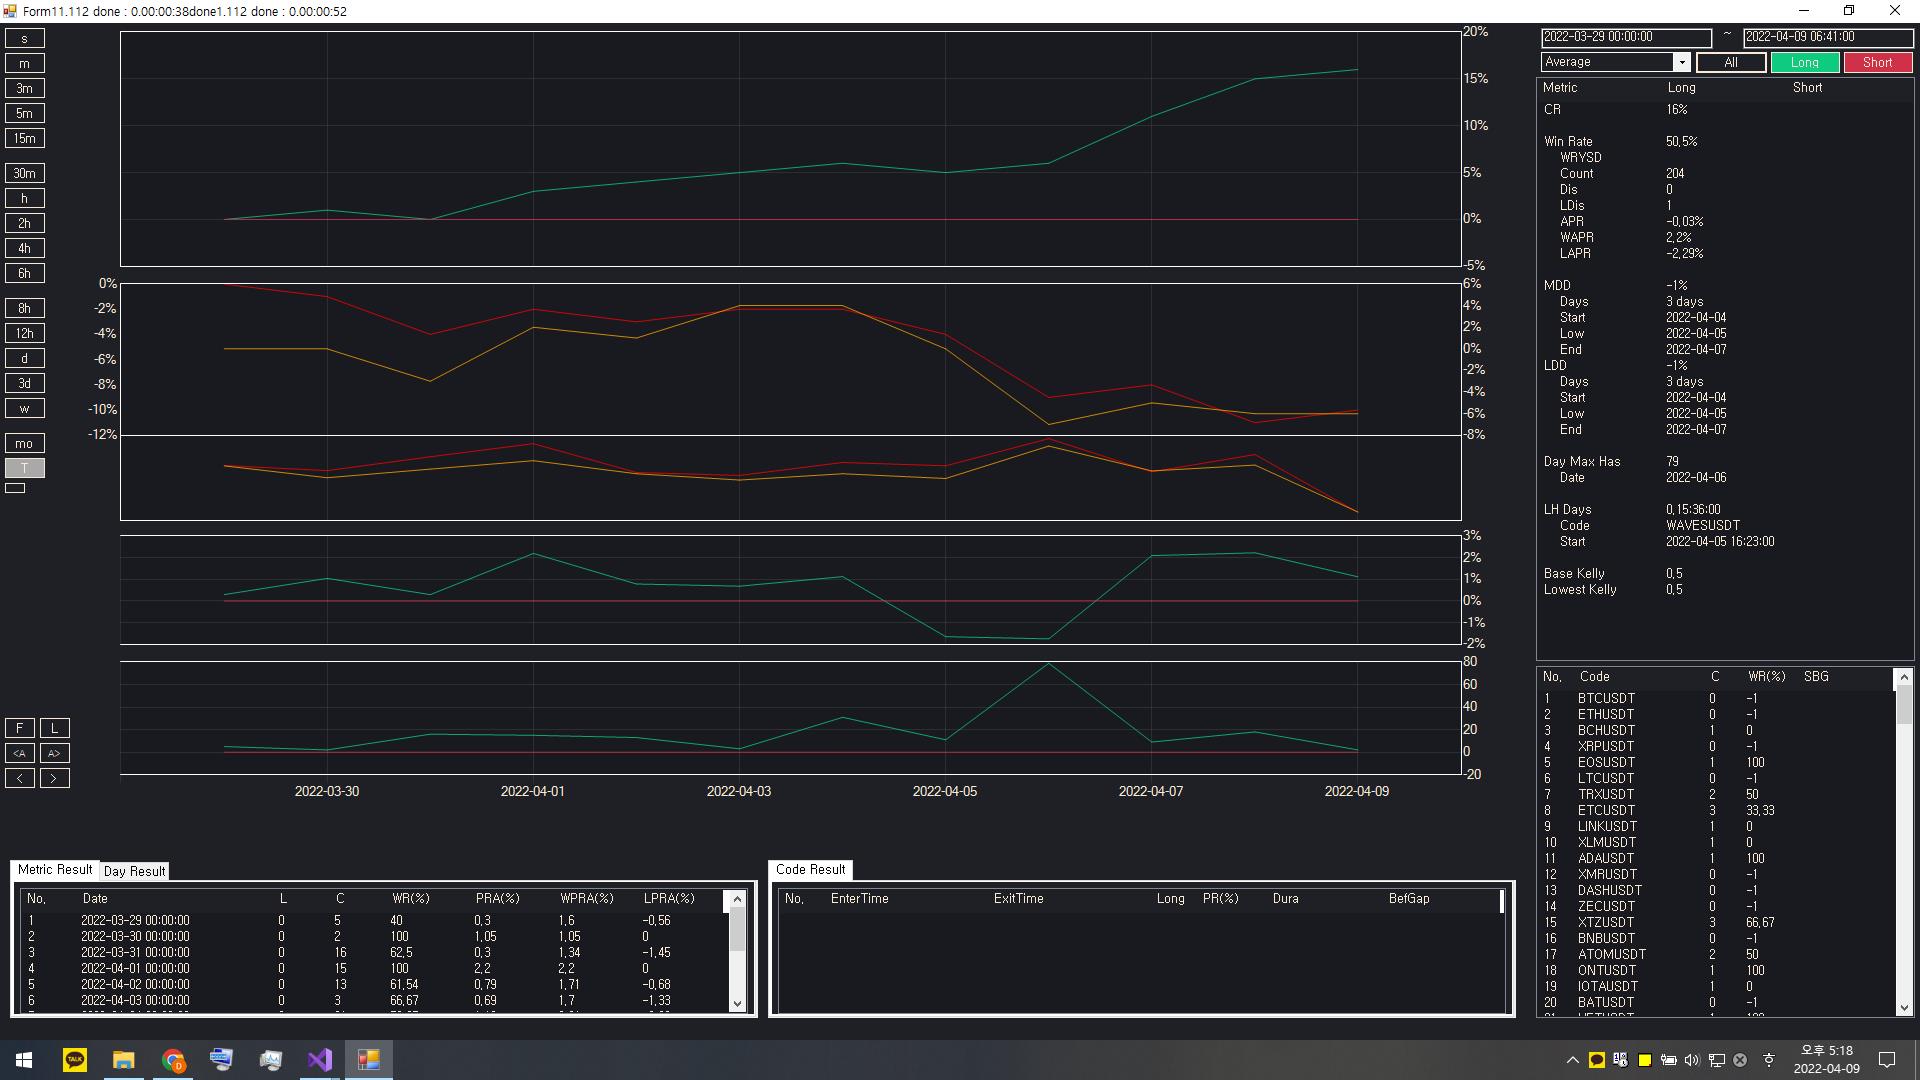 Form11.112 done : 0.00:00:38done1.112 done : 0.00:00:52
s
m
3m
5m
15m
30m
h
2h
4h
6h
8h
12h
d
3d
w
mo
T
F L
<A A>
< >
20%
15%
10%
5%
0%
-5%
0%
-2%
-4%
-6%
-8%
-10%
-12%
6%
4%
2%
0%
-2%
-4%
-6%
-8%
3%
2%
1%
0%
-1%
-2%
80
60
40
20
0
-20
2022-03-30 2022-04-01 2022-04-03 2022-04-05 2022-04-07 2022-04-09
2022-03-29 00:00:00 ~ 2022-04-09 06:41:00
Average All Long Short
Metric Long Short
CR 16%
Win Rate 50,5%
WRYSD
Count 204
Dis 0
LDis 1
APR -0,03%
WAPR 2,2%
LAPR -2,29%
MDD -1%
Days 3 days
Start 2022-04-04
Low 2022-04-05
End 2022-04-07
LDD -1%
Days 3 days
Start 2022-04-04
Low 2022-04-05
End 2022-04-07
Day Max Has 79
Date 2022-04-06
LH Days 0,15:36:00
Code WAVESUSDT
Start 2022-04-05 16:23:00
Base Kelly 0,5
Lowest Kelly 0,5
No, Code C WR(%) SBG
1 BTCUSDT 0 -1
2 ETHUSDT 0 -1
3 BCHUSDT 1 0
4 XRPUSDT 0 -1
5 EOSUSDT 1 100
6 LTCUSDT 0 -1
7 TRXUSDT 2 50
8 ETCUSDT 3 33,33
9 LINKUSDT 1 0
10 XLMUSDT 1 0
11 ADAUSDT 1 100
12 XMRUSDT 0 -1
13 DASHUSDT 0 -1
14 ZECUSDT 0 -1
15 XTZUSDT 3 66,67
16 BNBUSDT 0 -1
17 ATOMUSDT 2 50
18 ONTUSDT 1 100
19 IOTAUSDT 1 0
20 BATUSDT 0 -1
Metric Result Day Result
No, Date L C WR(%) PRA(%) WPRA(%) LPRA(%)
1 2022-03-29 00:00:00 0 5 40 0,3 1,6 -0,56
2 2022-03-30 00:00:00 0 2 100 1,05 1,05 0
3 2022-03-31 00:00:00 0 16 62,5 0,3 1,34 -1,45
4 2022-04-01 00:00:00 0 15 100 2,2 2,2 0
5 2022-04-02 00:00:00 0 13 61,54 0,79 1,71 -0,68
6 2022-04-03 00:00:00 0 3 66,67 0,69 1,7 -1,33
Code Result
No, EnterTime ExitTime Long PR(%) Dura BefGap
TALK
오후 5:18
2022-04-09